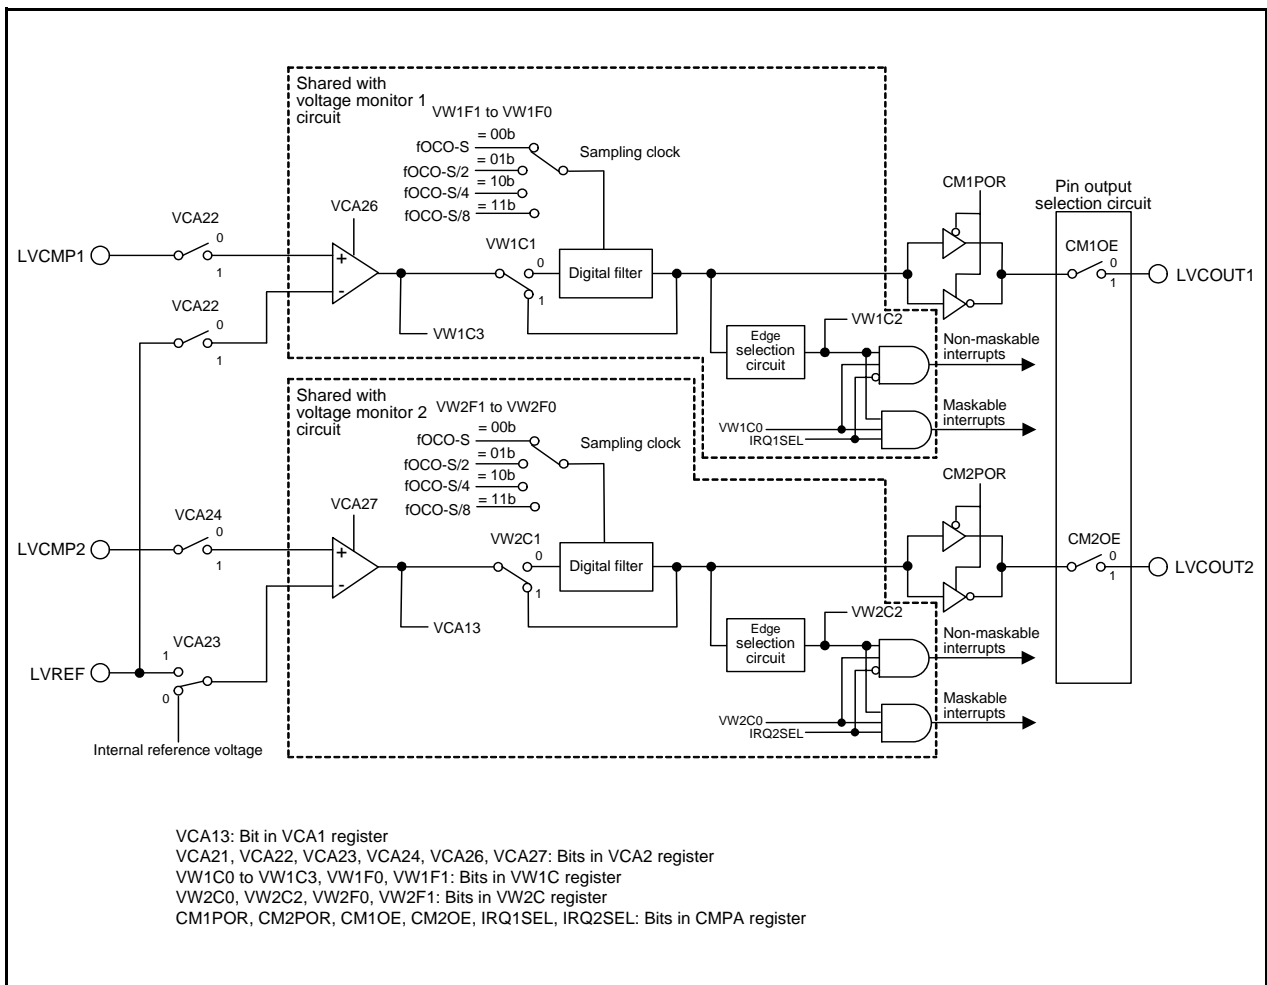 Shared with
voltage monitor 1
circuit
VW1F1 to VW1F0
fOCO-S
= 00b
fOCO-S/2
= 01b
fOCO-S/4
= 10b
fOCO-S/8
= 11b
Sampling clock
LVCMP1
VCA22
0
1
VCA26
+
-
VW1C1
0
1
Digital filter
VW1C3
VCA22
0
1
Edge
selection
circuit
VW1C2
VW1C0
IRQ1SEL
Non-maskable
interrupts
Maskable
interrupts
CM1POR
Pin output
selection circuit
CM1OE
0
1
LVCOUT1
Shared with
voltage monitor 2
circuit
VW2F1 to VW2F0
fOCO-S
= 00b
fOCO-S/2
= 01b
fOCO-S/4
= 10b
fOCO-S/8
= 11b
Sampling clock
LVCMP2
VCA24
0
1
VCA27
+
-
VW2C1
0
1
Digital filter
VCA13
LVREF
VCA23
1
0
Internal reference voltage
Edge
selection
circuit
VW2C2
VW2C0
IRQ2SEL
Non-maskable
interrupts
Maskable
interrupts
CM2POR
CM2OE
0
1
LVCOUT2
VCA13: Bit in VCA1 register
VCA21, VCA22, VCA23, VCA24, VCA26, VCA27: Bits in VCA2 register
VW1C0 to VW1C3, VW1F0, VW1F1: Bits in VW1C register
VW2C0, VW2C2, VW2F0, VW2F1: Bits in VW2C register
CM1POR, CM2POR, CM1OE, CM2OE, IRQ1SEL, IRQ2SEL: Bits in CMPA register